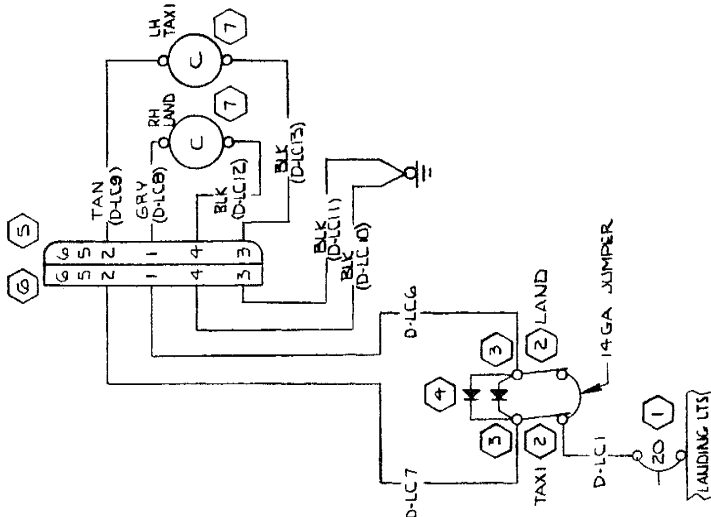 LH
TAXI
7
C
RH
LAND
7
C
TAN
(D-LC9)
GRY
(D-LC8)
BLK
(D-LC12)
BLK
(D-LC13)
5
6
6 5 2 1 4 3
6 5 2 1 4 3
BLK
(D-LC11)
BLK
(D-LC10)
D-LC6
D-LC7
4
3
3
2
LAND
2
TAXI
14GA JUMPER
D-LC1
20
1
LANDING LTS